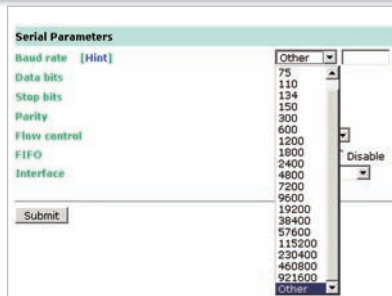 Serial Parameters
Baud rate [Hint] Other
Data bits
Stop bits
Parity
Flow control
FIFO Disable
Interface
75
110
134
150
300
600
1200
1800
2400
4800
7200
9600
19200
38400
57600
115200
230400
460800
921600
Other
Submit